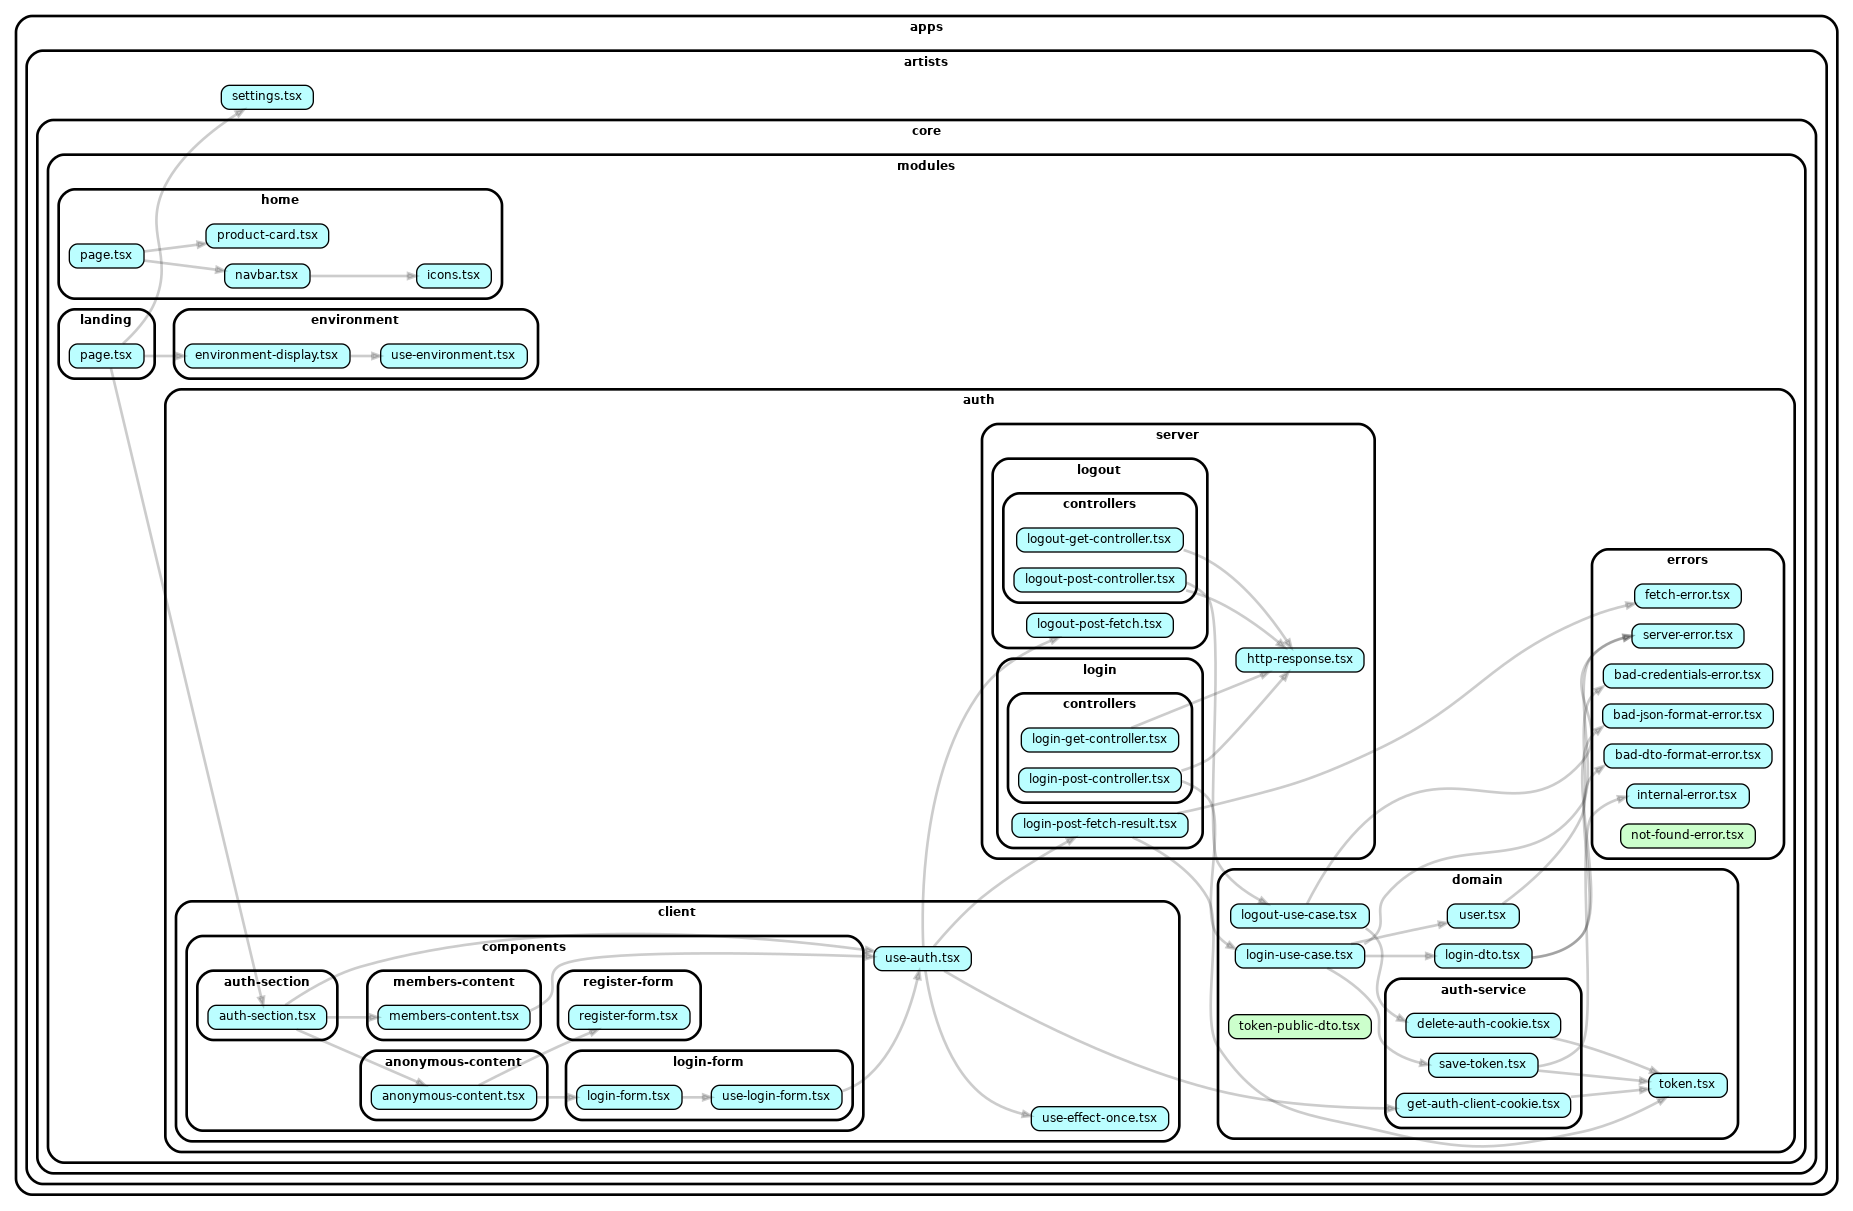 apps
artists
settings.tsx
core
modules
home
page.tsx
product-card.tsx
navbar.tsx
icons.tsx
landing
page.tsx
environment
environment-display.tsx
use-environment.tsx
auth
server
logout
controllers
logout-get-controller.tsx
logout-post-controller.tsx
logout-post-fetch.tsx
http-response.tsx
login
controllers
login-get-controller.tsx
login-post-controller.tsx
login-post-fetch-result.tsx
errors
fetch-error.tsx
server-error.tsx
bad-credentials-error.tsx
bad-json-format-error.tsx
bad-dto-format-error.tsx
internal-error.tsx
not-found-error.tsx
client
components
auth-section
auth-section.tsx
members-content
members-content.tsx
register-form
register-form.tsx
anonymous-content
anonymous-content.tsx
login-form
login-form.tsx
use-login-form.tsx
use-auth.tsx
use-effect-once.tsx
domain
logout-use-case.tsx
user.tsx
login-use-case.tsx
login-dto.tsx
token-public-dto.tsx
auth-service
delete-auth-cookie.tsx
save-token.tsx
get-auth-client-cookie.tsx
token.tsx